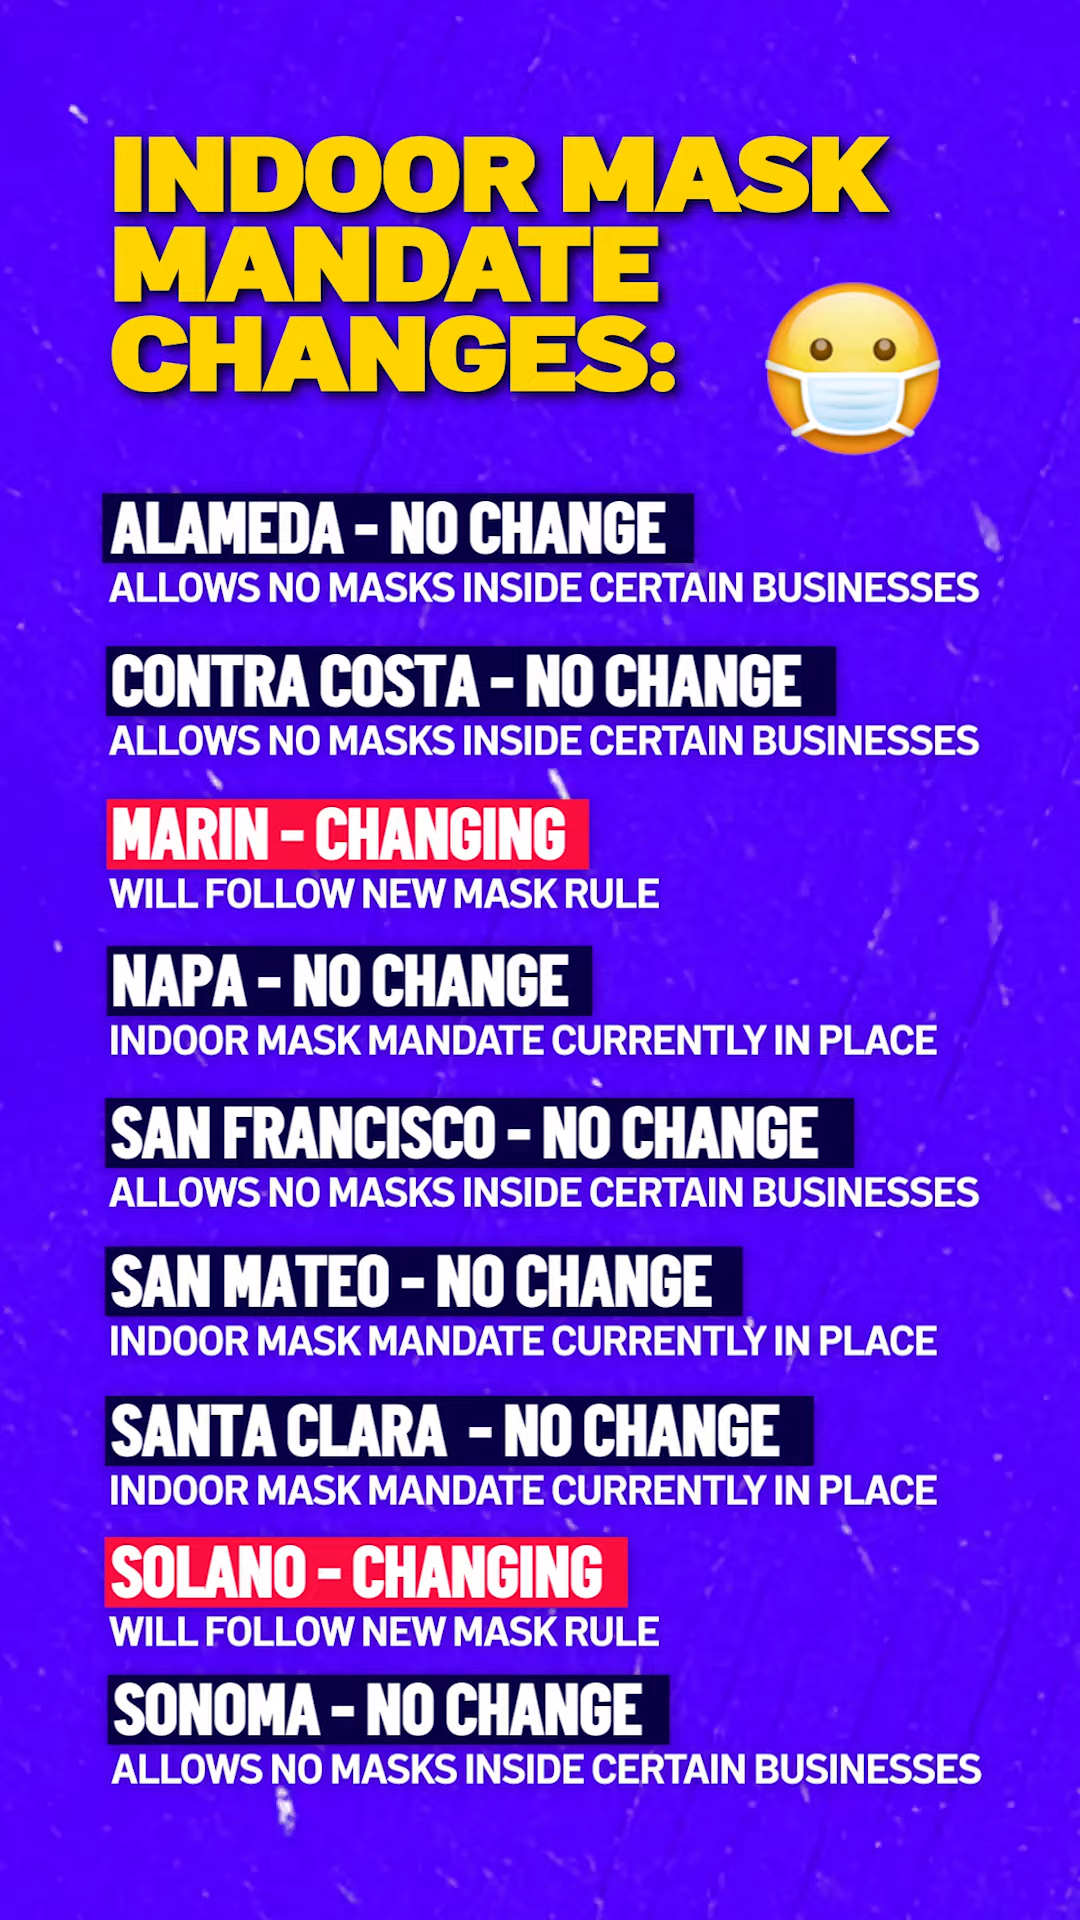 INDOOR MASK
MANDATE
CHANGES:
ALAMEDA - NO CHANGE
ALLOWS NO MASKS INSIDE CERTAIN BUSINESSES
CONTRA COSTA - NO CHANGE
ALLOWS NO MASKS INSIDE CERTAIN BUSINESSES
MARIN - CHANGING
WILL FOLLOW NEW MASK RULE
NAPA - NO CHANGE
INDOOR MASK MANDATE CURRENTLY IN PLACE
SAN FRANCISCO - NO CHANGE
ALLOWS NO MASKS INSIDE CERTAIN BUSINESSES
SAN MATEO - NO CHANGE
INDOOR MASK MANDATE CURRENTLY IN PLACE
SANTA CLARA - NO CHANGE
INDOOR MASK MANDATE CURRENTLY IN PLACE
SOLANO - CHANGING
WILL FOLLOW NEW MASK RULE
SONOMA - NO CHANGE
ALLOWS NO MASKS INSIDE CERTAIN BUSINESSES